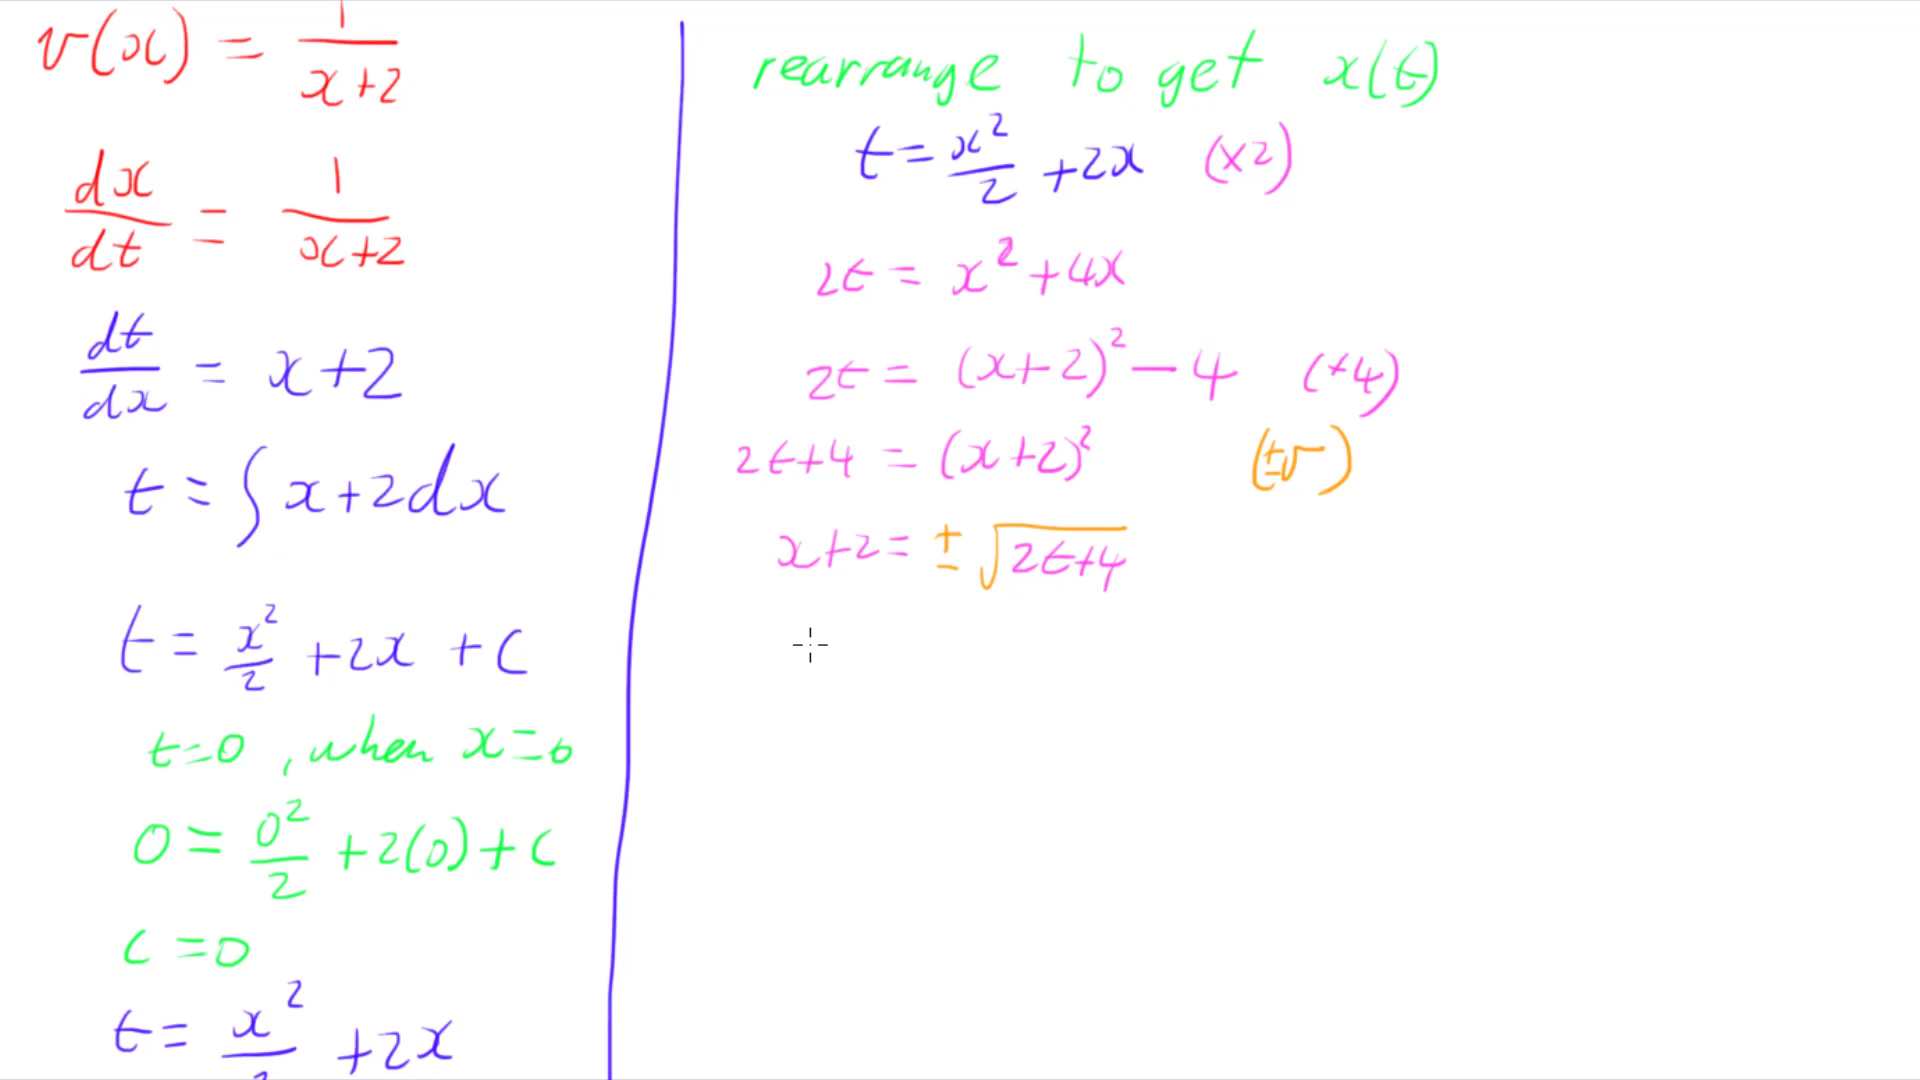 v(x) = 1/(x+2)
dx/dt = 1/(x+2)
dt/dx = x+2
t = ∫ x+2 dx
t = x²/2 + 2x + c
t=0, when x=0
0 = 0²/2 + 2(0) + c
c = 0
t = x²/2 + 2x
rearrange to get x(t)
t = x²/2 + 2x (×2)
2t = x² + 4x
2t = (x+2)² − 4 (+4)
2t+4 = (x+2)² (±√)
x+2 = ± √(2t+4)